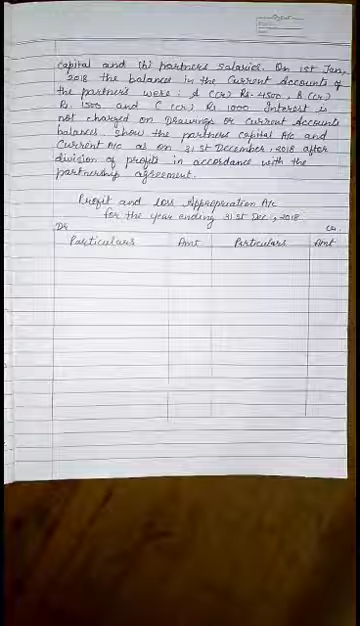 capital and (b) partners salaries. On 1st Jan,
2018 the balances in the Current Accounts of
the partners were: A (Cr) Rs. 4500, B (Cr)
Rs. 1500 and C (Cr) Rs 1000 Interest is
not charged on Drawings or Current Accounts
balances. Show the partners capital A/c and
Current A/c as on 31st December, 2018 after
division of profits in accordance with the
partnership agreement.
Profit and Loss Appropriation A/c
for the year ending 31st Dec, 2018
Dr. Cr.
Particulars Amt Particulars Amt